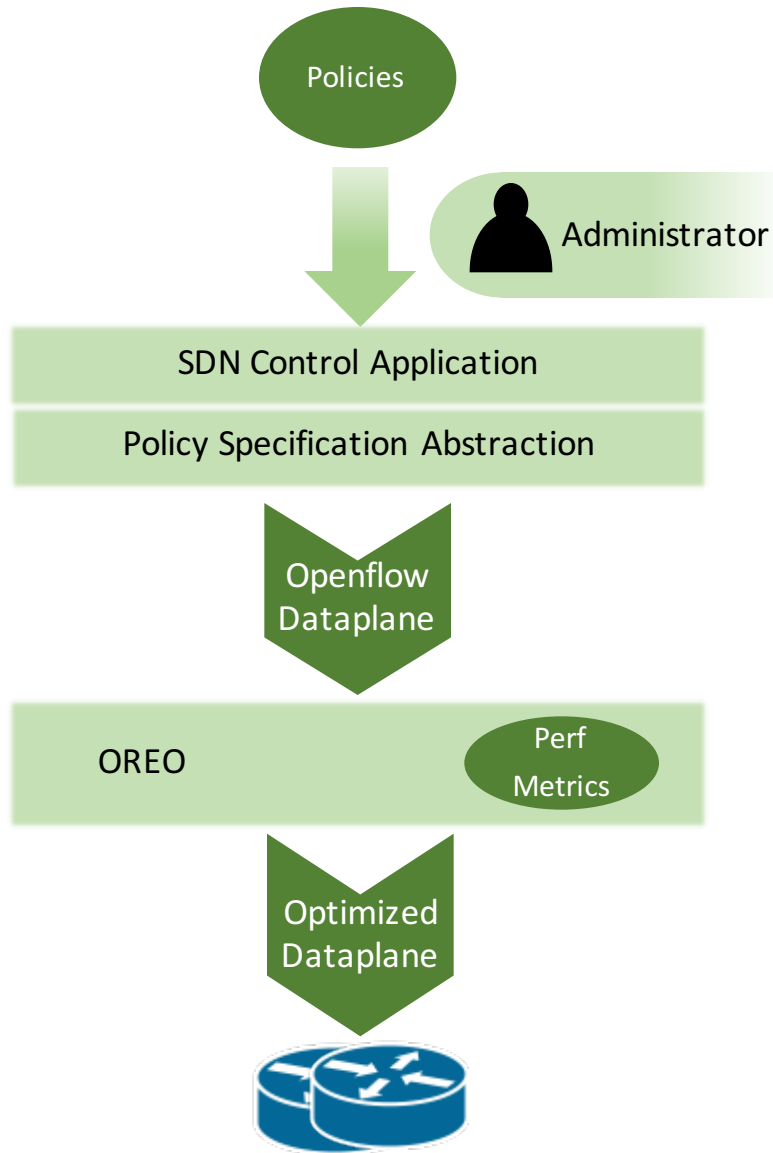 Policies
Administrator
SDN Control Application
Policy Specification Abstraction
Openflow
Dataplane
OREO
Perf
Metrics
Optimized
Dataplane